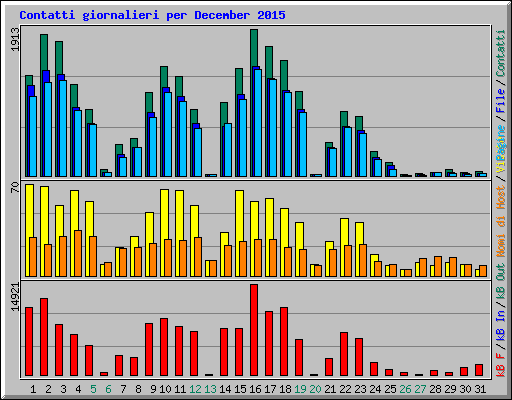 Contatti giornalieri per December 2015
1913
70
14921
kB F/kB In/kB Out Nomi di Host / ViPagine/File/Contatti
1 2 3 4 5 6 7 8 9 10 11 12 13 14 15 16 17 18 19 20 21 22 23 24 25 26 27 28 29 30 31